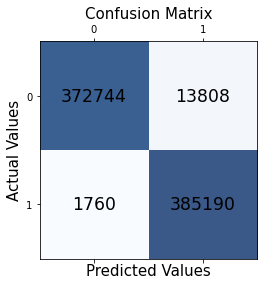 Confusion Matrix
0 1
0 372744 13808
1 1760 385190
Actual Values
Predicted Values